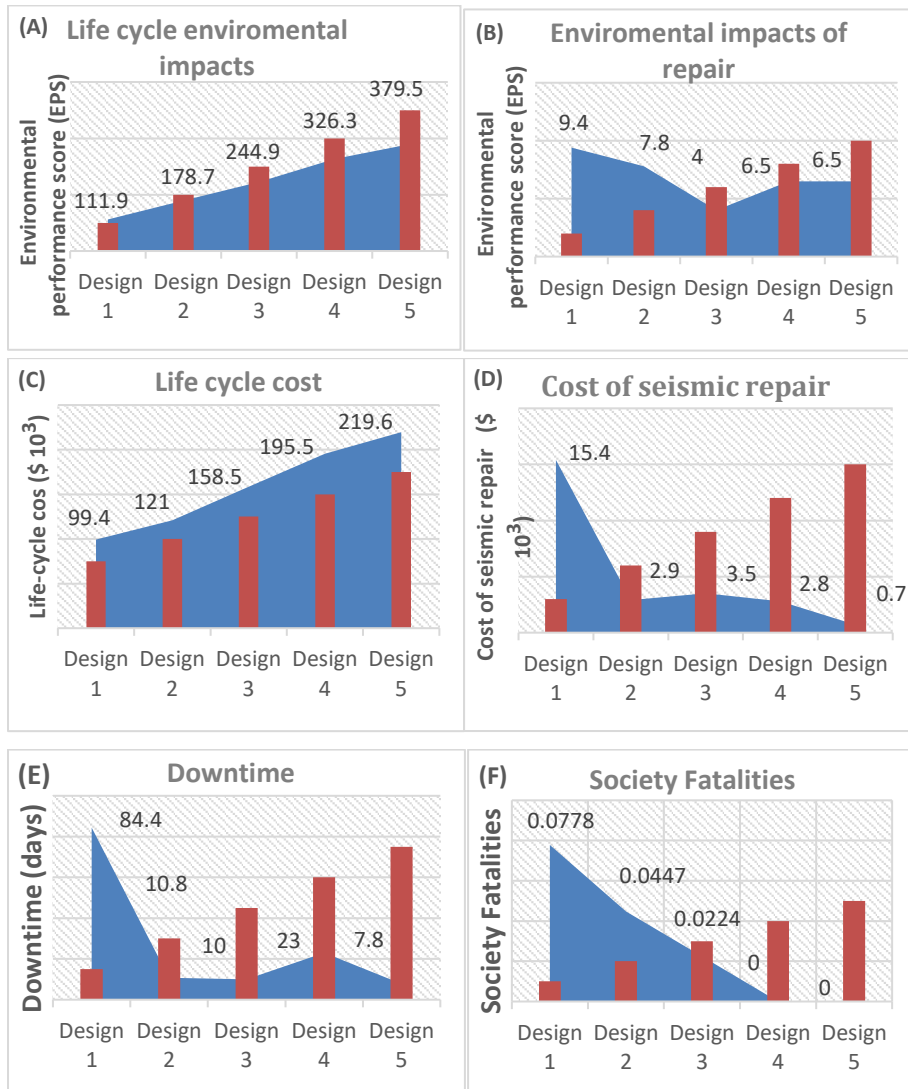 (A)
Life cycle enviromental
impacts
Environmental
performance score (EPS)
111.9
178.7
244.9
326.3
379.5
Design Design Design Design Design
1 2 3 4 5
(B)
Enviromental impacts of
repair
Environmental
performance score (EPS)
9.4
7.8
4
6.5
6.5
Design Design Design Design Design
1 2 3 4 5
(C)
Life cycle cost
Life-cycle cos ($ 10³)
99.4
121
158.5
195.5
219.6
Design Design Design Design Design
1 2 3 4 5
(D)
Cost of seismic repair
Cost of seismic repair ($
10³)
15.4
2.9
3.5
2.8
0.7
Design Design Design Design Design
1 2 3 4 5
(E)
Downtime
Downtime (days)
84.4
10.8
10
23
7.8
Design Design Design Design Design
1 2 3 4 5
(F)
Society Fatalities
Society Fatalities
0.0778
0.0447
0.0224
0
0
Design Design Design Design Design
1 2 3 4 5